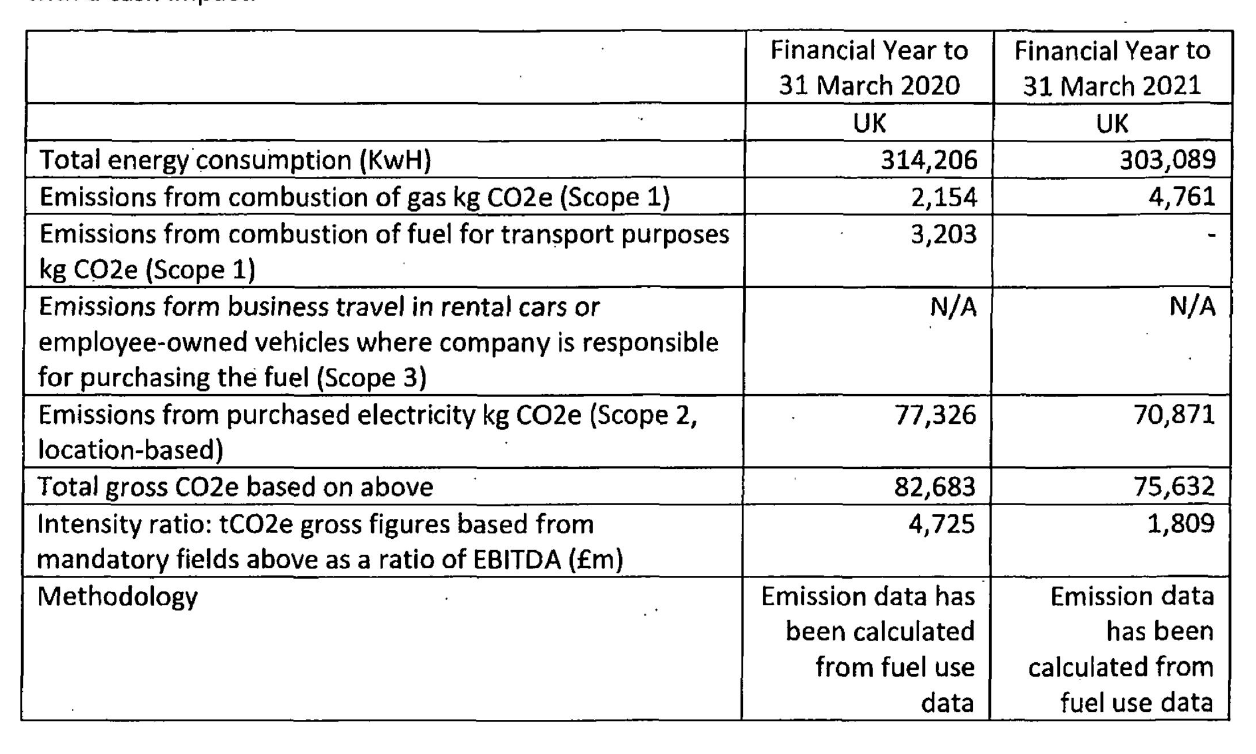 Financial Year to Financial Year to
31 March 2020 31 March 2021
UK UK
Total energy consumption (KwH) 314,206 303,089
Emissions from combustion of gas kg CO2e (Scope 1) 2,154 4,761
Emissions from combustion of fuel for transport purposes 3,203 -
kg CO2e (Scope 1)
Emissions form business travel in rental cars or N/A N/A
employee-owned vehicles where company is responsible
for purchasing the fuel (Scope 3)
Emissions from purchased electricity kg CO2e (Scope 2, 77,326 70,871
location-based)
Total gross CO2e based on above 82,683 75,632
Intensity ratio: tCO2e gross figures based from 4,725 1,809
mandatory fields above as a ratio of EBITDA (£m)
Methodology Emission data has Emission data
been calculated has been
from fuel use calculated from
data fuel use data